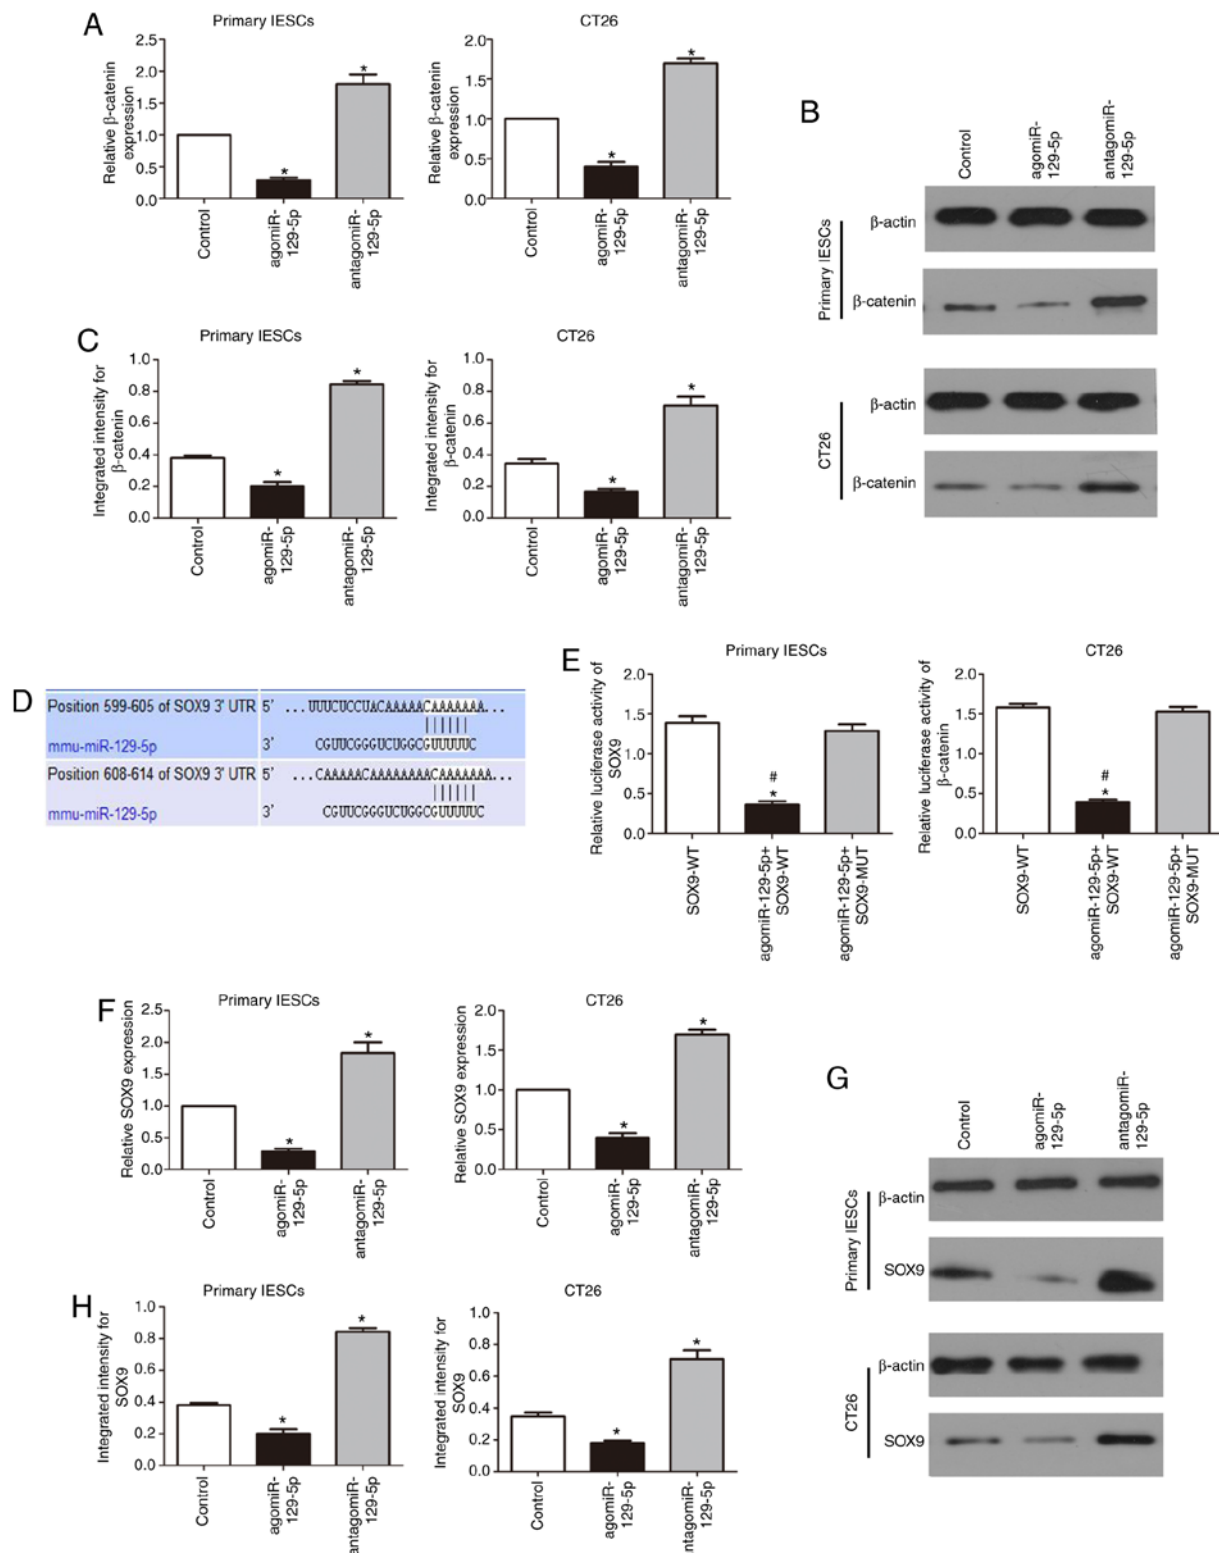 A
Primary IESCs
Relative β-catenin
expression
2.5
2.0
1.5
1.0
0.5
0.0
*
*
Control
agomiR-
129-5p
antagomiR-
129-5p
CT26
Relative β-catenin
expression
2.0
1.5
1.0
0.5
0.0
*
*
Control
agomiR-
129-5p
antagomiR-
129-5p
B
Control
agomiR-
129-5p
antagomiR-
129-5p
Primary IESCs
β-actin
β-catenin
CT26
β-actin
β-catenin
C
Primary IESCs
Integrated intensity for
β-catenin
1.0
0.8
0.6
0.4
0.2
0.0
*
*
Control
agomiR-
129-5p
antagomiR-
129-5p
CT26
Integrated intensity for
β-catenin
1.0
0.8
0.6
0.4
0.2
0.0
*
*
Control
agomiR-
129-5p
antagomiR-
129-5p
D
Position 599-605 of SOX9 3' UTR 5' ...UUUCUCCUACAAAAACAAAAAAA...
mmu-miR-129-5p 3' CGUUCGGGUCUGGCGUUUUUC
Position 608-614 of SOX9 3' UTR 5' ...CAAAAACAAAAAAAACAAAAAAA...
mmu-miR-129-5p 3' CGUUCGGGUCUGGCGUUUUUC
E
Primary IESCs
Relative luciferase activity of
SOX9
2.0
1.5
1.0
0.5
0.0
#
*
SOX9-WT
agomiR-129-5p+
SOX9-WT
agomiR-129-5p+
SOX9-MUT
CT26
Relative luciferase activity of
β-catenin
2.0
1.5
1.0
0.5
0.0
#
*
SOX9-WT
agomiR-129-5p+
SOX9-WT
agomiR-129-5p+
SOX9-MUT
F
Primary IESCs
Relative SOX9 expression
2.5
2.0
1.5
1.0
0.5
0.0
*
*
Control
agomiR-
129-5p
antagomiR-
129-5p
CT26
Relative SOX9 expression
2.0
1.5
1.0
0.5
0.0
*
*
Control
agomiR-
129-5p
antagomiR-
129-5p
G
Control
agomiR-
129-5p
antagomiR-
129-5p
Primary IESCs
β-actin
SOX9
CT26
β-actin
SOX9
H
Primary IESCs
Integrated intensity for
SOX9
1.0
0.8
0.6
0.4
0.2
0.0
*
*
Control
agomiR-
129-5p
antagomiR-
129-5p
CT26
Integrated intensity for
SOX9
1.0
0.8
0.6
0.4
0.2
0.0
*
*
Control
agomiR-
129-5p
antagomiR-
129-5p